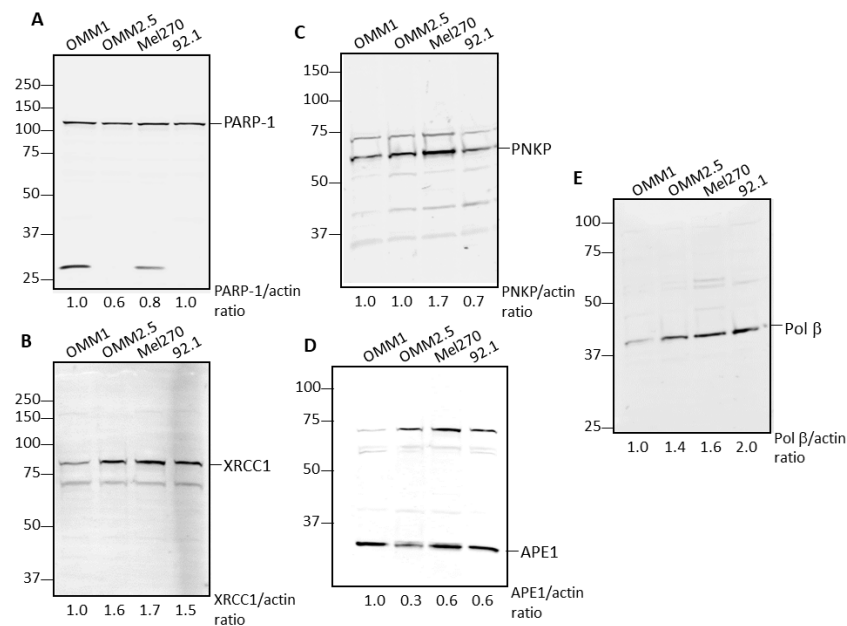 A
OMM1 OMM2.5 Mel270 92.1
250
150
100
75
50
37
25
PARP-1
1.0 0.6 0.8 1.0
PARP-1/actin
ratio
B
OMM1 OMM2.5 Mel270 92.1
250
150
100
75
50
37
XRCC1
1.0 1.6 1.7 1.5
XRCC1/actin
ratio
C
OMM1 OMM2.5 Mel270 92.1
150
100
75
50
37
PNKP
1.0 1.0 1.7 0.7
PNKP/actin
ratio
D
OMM1 OMM2.5 Mel270 92.1
100
75
50
37
APE1
1.0 0.3 0.6 0.6
APE1/actin
ratio
E
OMM1 OMM2.5 Mel270 92.1
100
75
50
37
25
Pol β
1.0 1.4 1.6 2.0
Pol β/actin
ratio